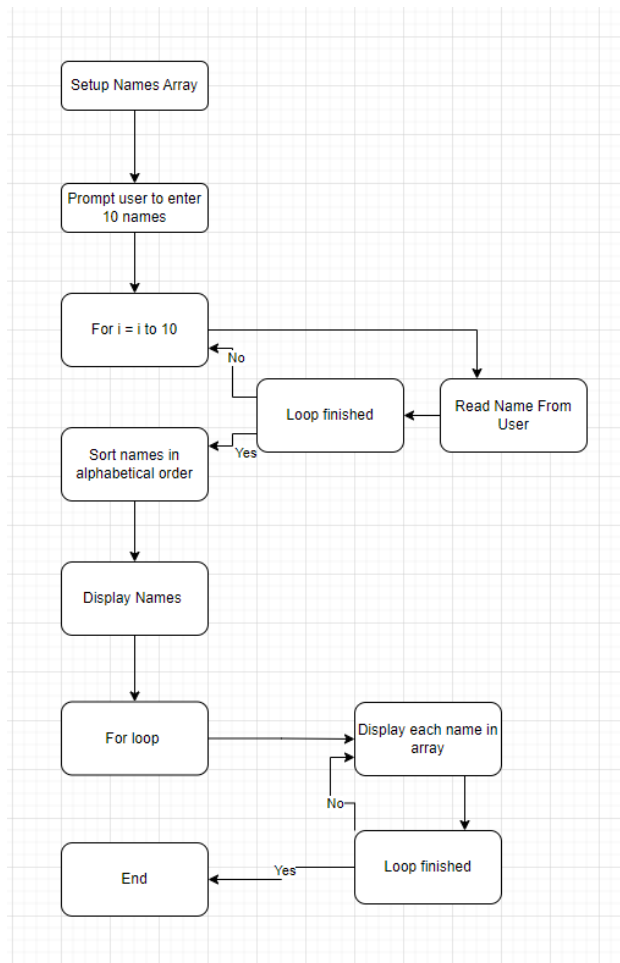 Setup Names Array
Prompt user to enter
10 names
For i = i to 10
No
Loop finished
Read Name From
User
Yes
Sort names in
alphabetical order
Display Names
For loop
Display each name in
array
No
Loop finished
Yes
End